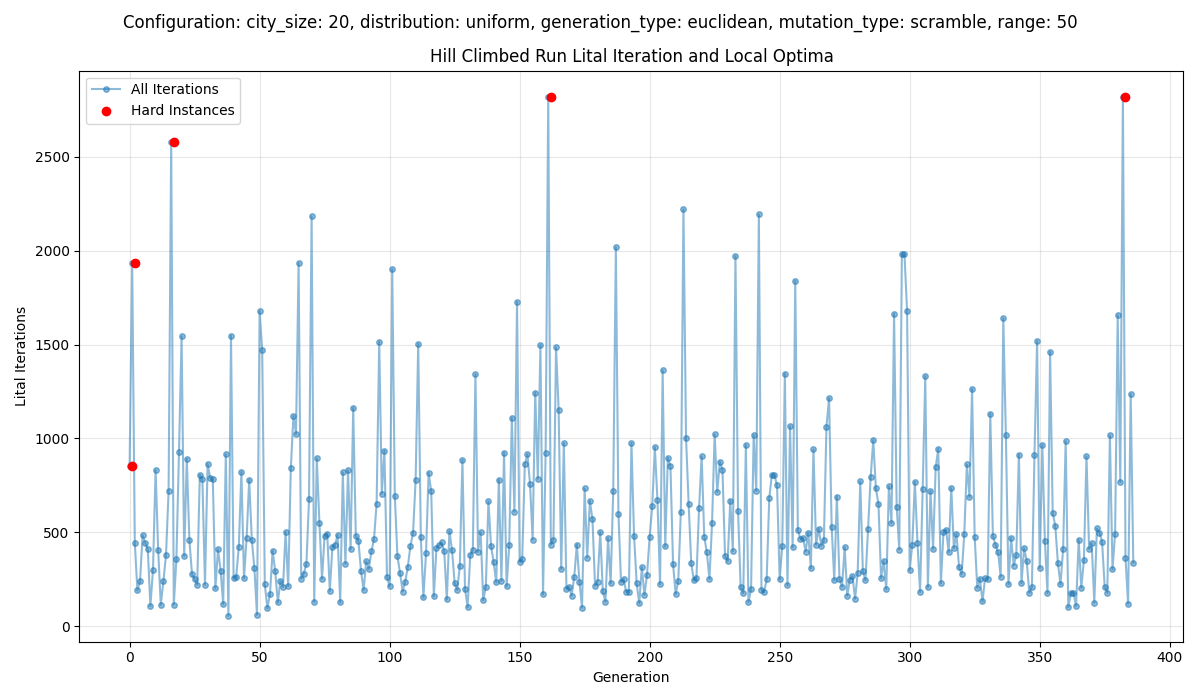 Configuration: city_size: 20, distribution: uniform, generation_type: euclidean, mutation_type: scramble, range: 50
Hill Climbed Run Lital Iteration and Local Optima
All Iterations
Hard Instances
Lital Iterations
2500
2000
1500
1000
500
0
0 50 100 150 200 250 300 350 400
Generation